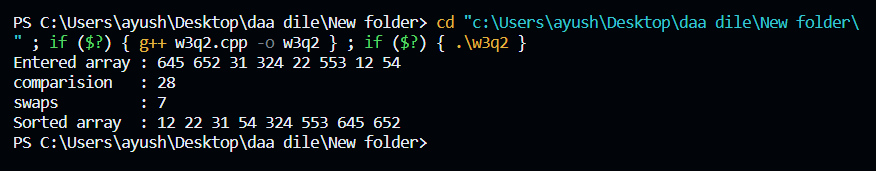 PS C:\Users\ayush\Desktop\daa dile\New folder> cd "c:\Users\ayush\Desktop\daa dile\New folder\
" ; if ($?) { g++ w3q2.cpp -o w3q2 } ; if ($?) { .\w3q2 }
Entered array : 645 652 31 324 22 553 12 54
comparision   : 28
swaps         : 7
Sorted array  : 12 22 31 54 324 553 645 652
PS C:\Users\ayush\Desktop\daa dile\New folder>